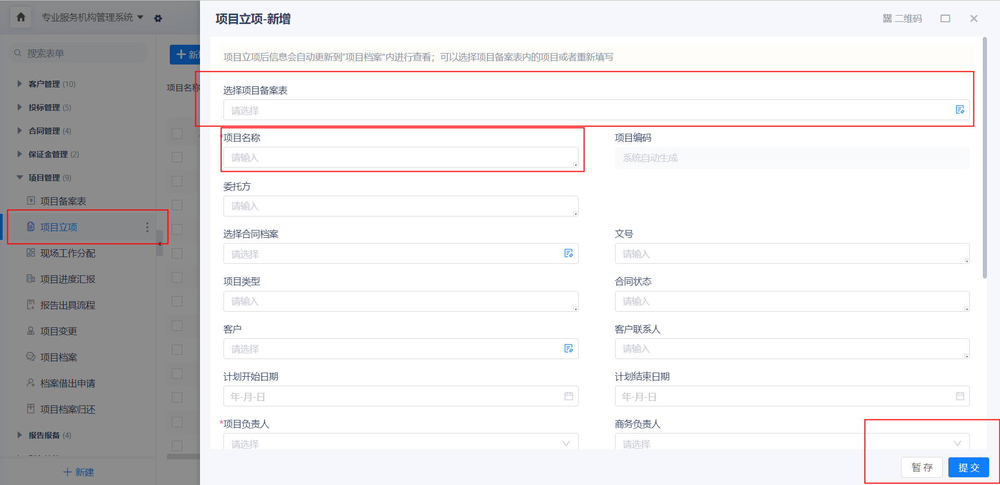 专业服务机构管理系统
搜索表单
客户管理 (10)
投标管理 (5)
合同管理 (4)
保证金管理 (2)
项目管理 (9)
项目备案表
项目立项
现场工作分配
项目进度汇报
报告出具流程
项目变更
项目档案
档案借出申请
项目档案归还
报告报备 (4)
新建
新增
项目名称
项目立项-新增
二维码
项目立项后信息会自动更新到"项目档案"内进行查看；可以选择项目备案表内的项目或者重新填写
选择项目备案表
请选择
*项目名称
请输入
项目编码
系统自动生成
委托方
请输入
选择合同档案
请选择
文号
请输入
项目类型
请输入
合同状态
请输入
客户
请选择
客户联系人
请输入
计划开始日期
年-月-日
计划结束日期
年-月-日
*项目负责人
请选择
商务负责人
请选择
暂存
提交